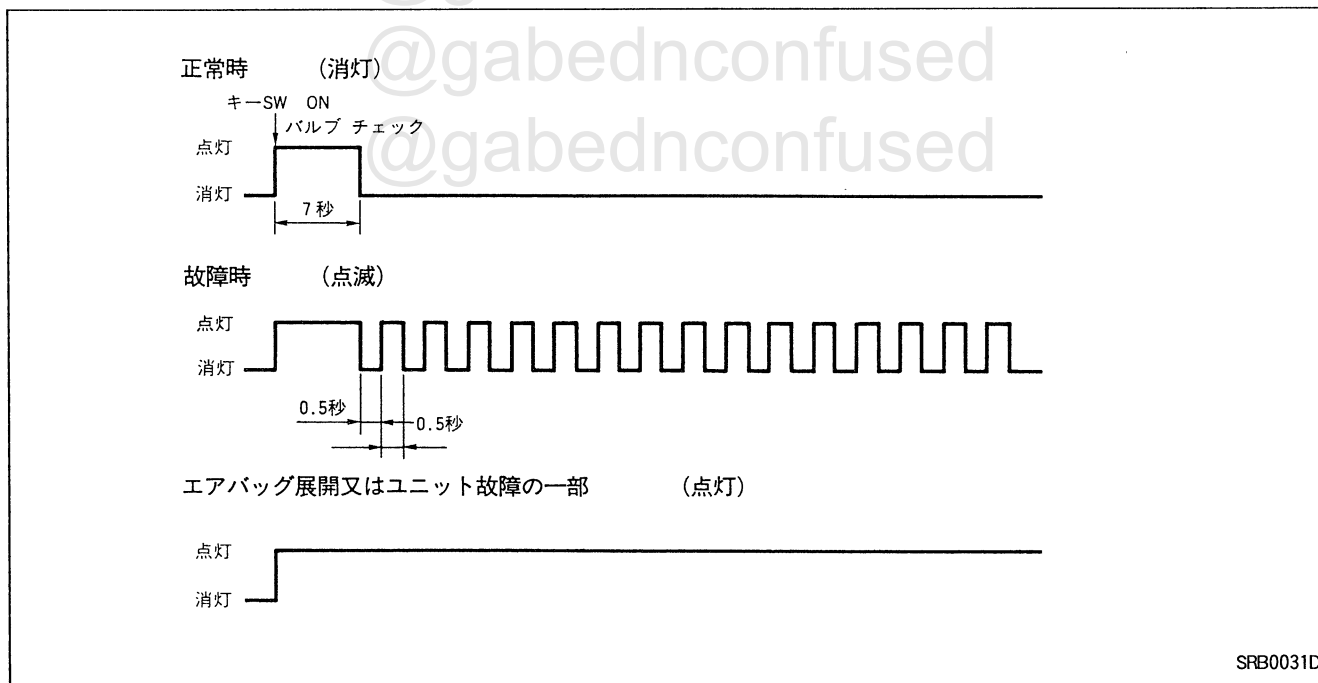 @gabednconfused
@gabednconfused
正常時 (消灯)
キーSW ON
バルブ チェック
点灯
消灯
7秒
故障時 (点滅)
点灯
消灯
0.5秒
0.5秒
エアバッグ展開又はユニット故障の一部 (点灯)
点灯
消灯
SRB0031D